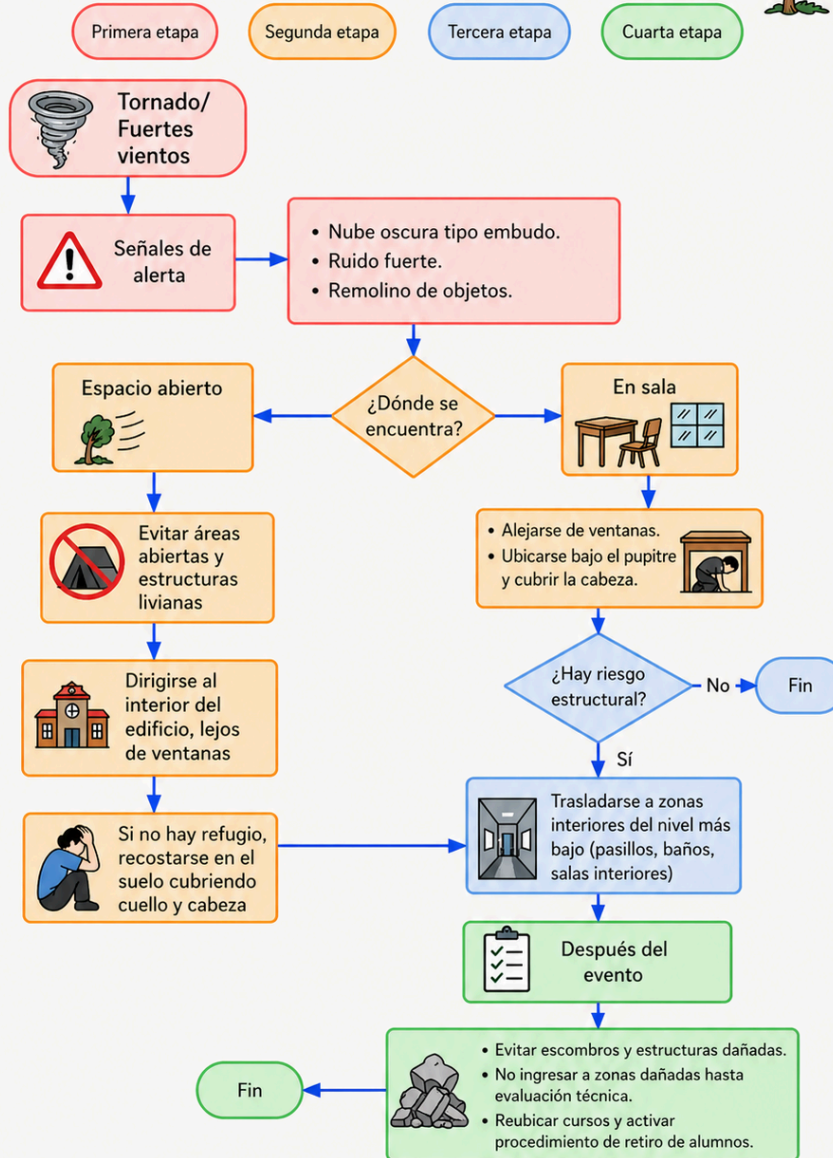 Primera etapa
Segunda etapa
Tercera etapa
Cuarta etapa
Tornado/
Fuertes
vientos
Señales de
alerta
• Nube oscura tipo embudo.
• Ruido fuerte.
• Remolino de objetos.
¿Dónde se
encuentra?
Espacio abierto
En sala
Evitar áreas
abiertas y
estructuras
livianas
• Alejarse de ventanas.
• Ubicarse bajo el pupitre
y cubrir la cabeza.
Dirigirse al
interior del
edificio, lejos
de ventanas
¿Hay riesgo
estructural?
No
Fin
Sí
Si no hay refugio,
recostarse en el
suelo cubriendo
cuello y cabeza
Trasladarse a zonas
interiores del nivel más
bajo (pasillos, baños,
salas interiores)
Después del
evento
• Evitar escombros y estructuras dañadas.
• No ingresar a zonas dañadas hasta
evaluación técnica.
• Reubicar cursos y activar
procedimiento de retiro de alumnos.
Fin